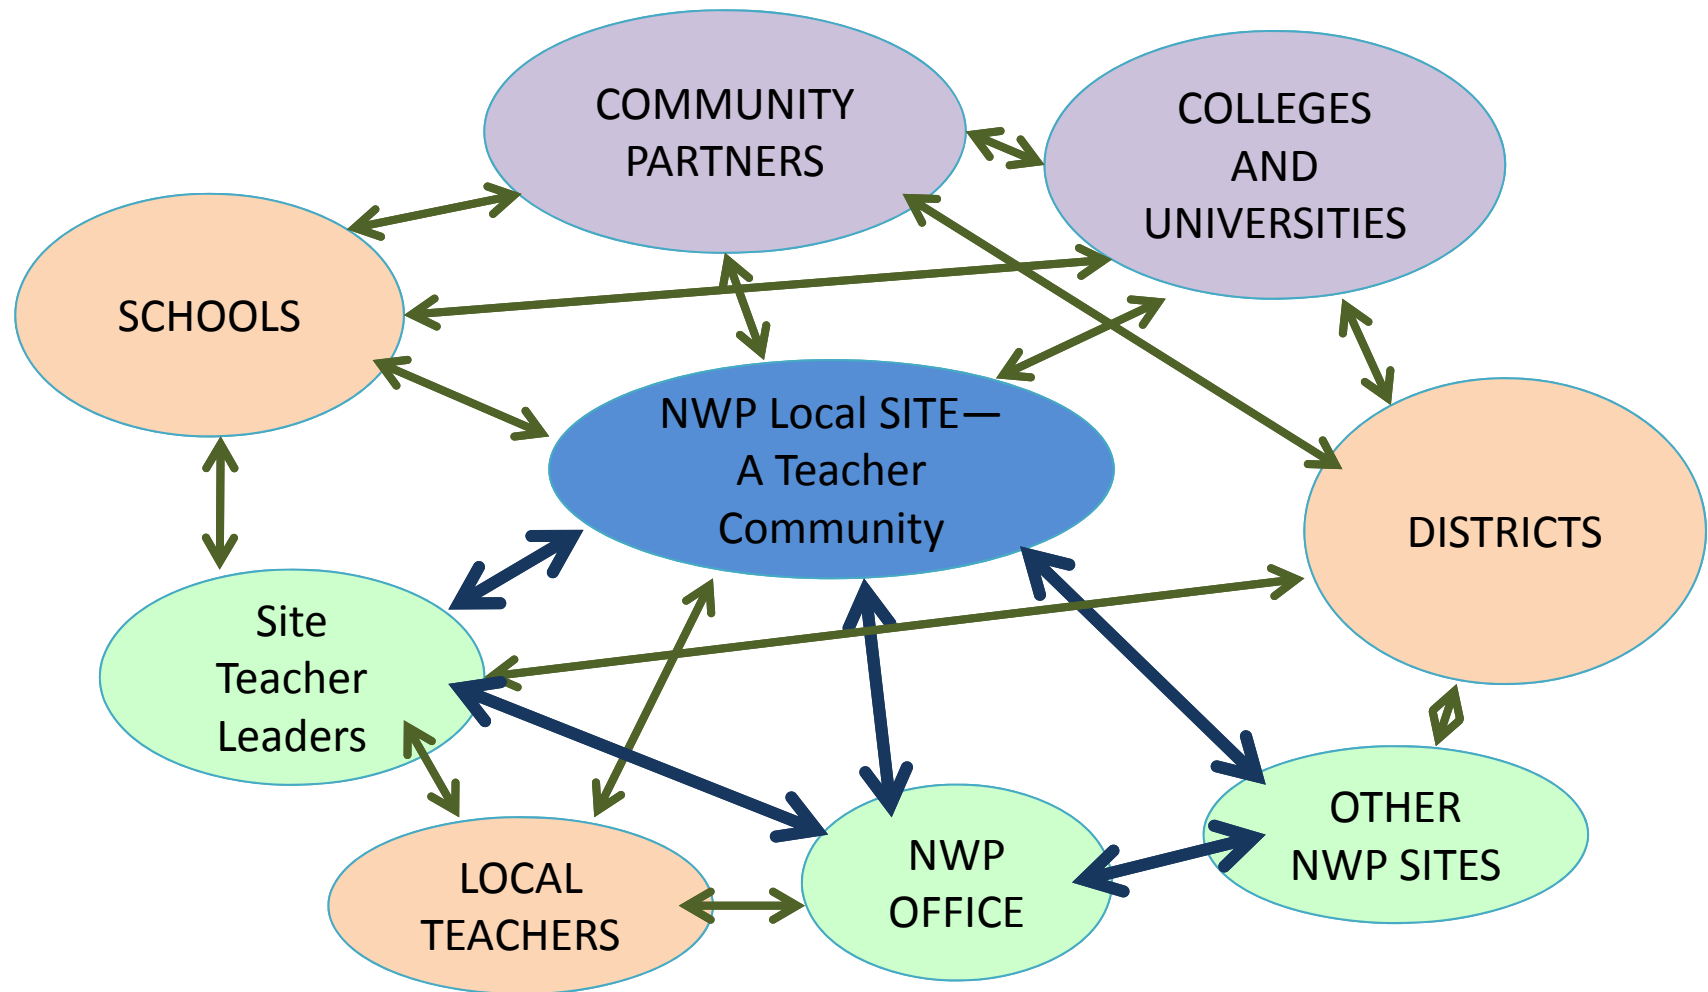 COMMUNITY
PARTNERS
COLLEGES
AND
UNIVERSITIES
SCHOOLS
NWP Local SITE—
A Teacher
Community
DISTRICTS
Site
Teacher
Leaders
OTHER
NWP SITES
NWP
OFFICE
LOCAL
TEACHERS